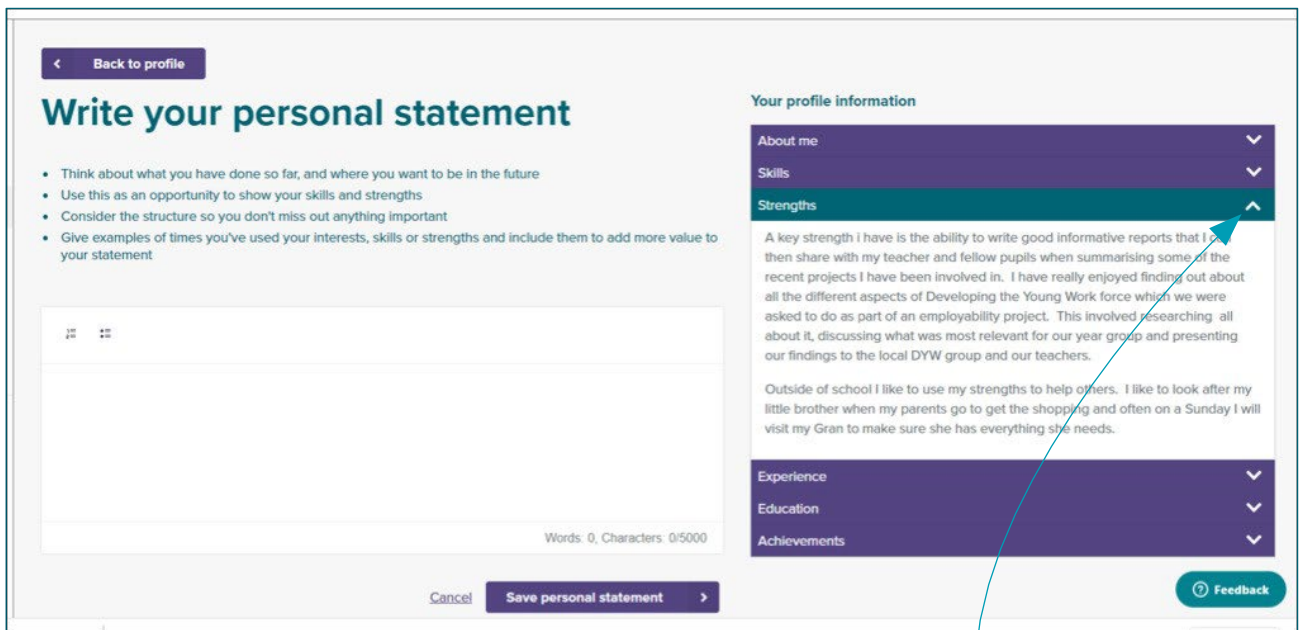 Back to profile
Write your personal statement
• Think about what you have done so far, and where you want to be in the future
• Use this as an opportunity to show your skills and strengths
• Consider the structure so you don't miss out anything important
• Give examples of times you've used your interests, skills or strengths and include them to add more value to
your statement
Words: 0, Characters: 0/5000
Cancel
Save personal statement
Your profile information
About me
Skills
Strengths
A key strength i have is the ability to write good informative reports that I can
then share with my teacher and fellow pupils when summarising some of the
recent projects I have been involved in. I have really enjoyed finding out about
all the different aspects of Developing the Young Work force which we were
asked to do as part of an employability project. This involved researching all
about it, discussing what was most relevant for our year group and presenting
our findings to the local DYW group and our teachers.
Outside of school I like to use my strengths to help others. I like to look after my
little brother when my parents go to get the shopping and often on a Sunday I will
visit my Gran to make sure she has everything she needs.
Experience
Education
Achievements
Feedback